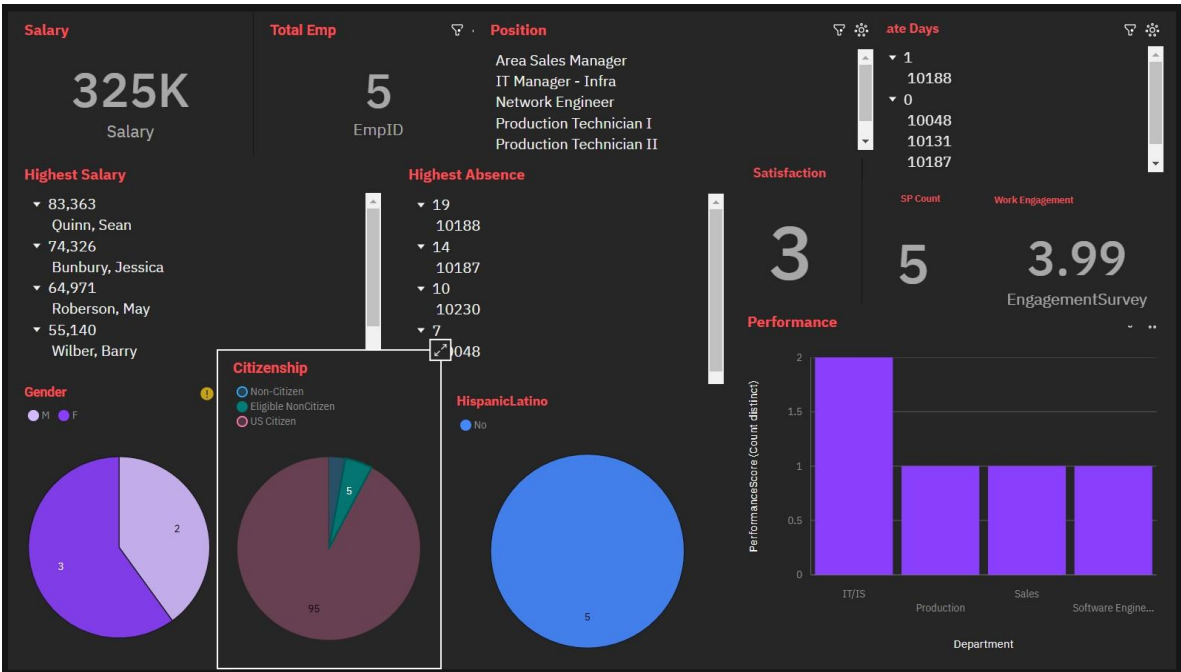 Salary
325K
Salary
Total Emp
5
EmpID
Position
Area Sales Manager
IT Manager - Infra
Network Engineer
Production Technician I
Production Technician II
ate Days
1
10188
0
10048
10131
10187
Highest Salary
83,363
Quinn, Sean
74,326
Bunbury, Jessica
64,971
Roberson, May
55,140
Wilber, Barry
Highest Absence
19
10188
14
10187
10
10230
7
048
Satisfaction
3
SP Count
5
Work Engagement
3.99
EngagementSurvey
Gender
M F
2
3
Citizenship
Non-Citizen
Eligible NonCitizen
US Citizen
5
95
HispanicLatino
No
5
Performance
PerformanceScore (Count distinct)
2
1.5
1
0.5
0
IT/IS
Production
Sales
Software Engine...
Department